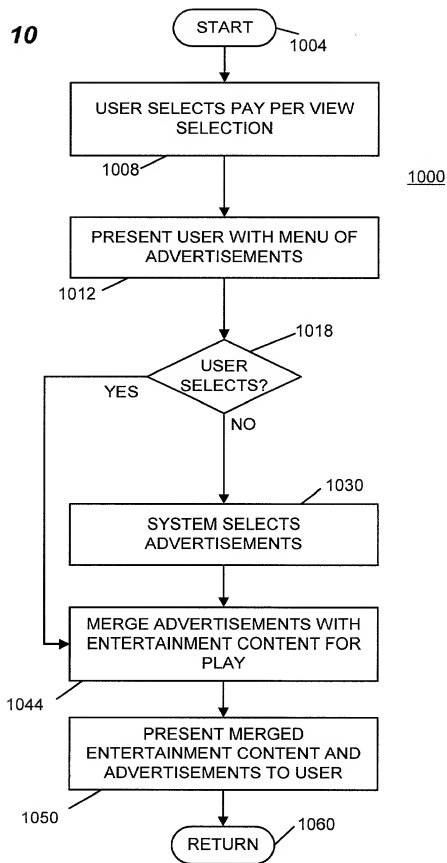 10
START
1004
USER SELECTS PAY PER VIEW
SELECTION
1008
1000
PRESENT USER WITH MENU OF
ADVERTISEMENTS
1012
1018
USER
SELECTS?
YES
NO
1030
SYSTEM SELECTS
ADVERTISEMENTS
MERGE ADVERTISEMENTS WITH
ENTERTAINMENT CONTENT FOR
PLAY
1044
PRESENT MERGED
ENTERTAINMENT CONTENT AND
ADVERTISEMENTS TO USER
1050
RETURN
1060